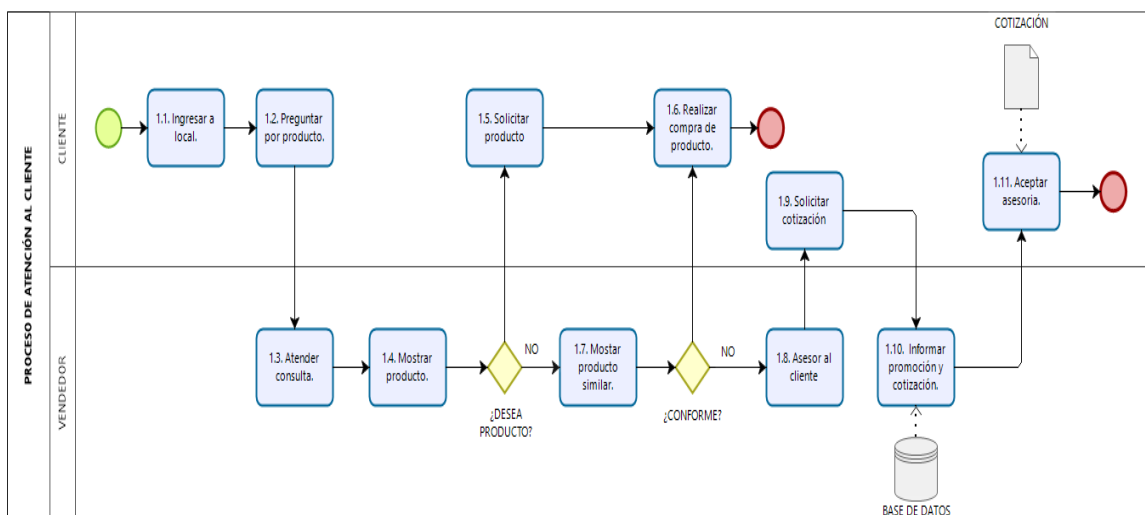 PROCESO DE ATENCIÓN AL CLIENTE
CLIENTE
1.1. Ingresar a
local.
1.2. Preguntar
por producto.
1.5. Solicitar
producto
1.6. Realizar
compra de
producto.
1.9. Solicitar
cotización
COTIZACIÓN
1.11. Aceptar
asesoria.
VENDEDOR
1.3. Atender
consulta.
1.4. Mostrar
producto.
¿DESEA
PRODUCTO?
NO
1.7. Mostar
producto
similar.
¿CONFORME?
NO
1.8. Asesor al
cliente
1.10. Informar
promoción y
cotización.
BASE DE DATOS